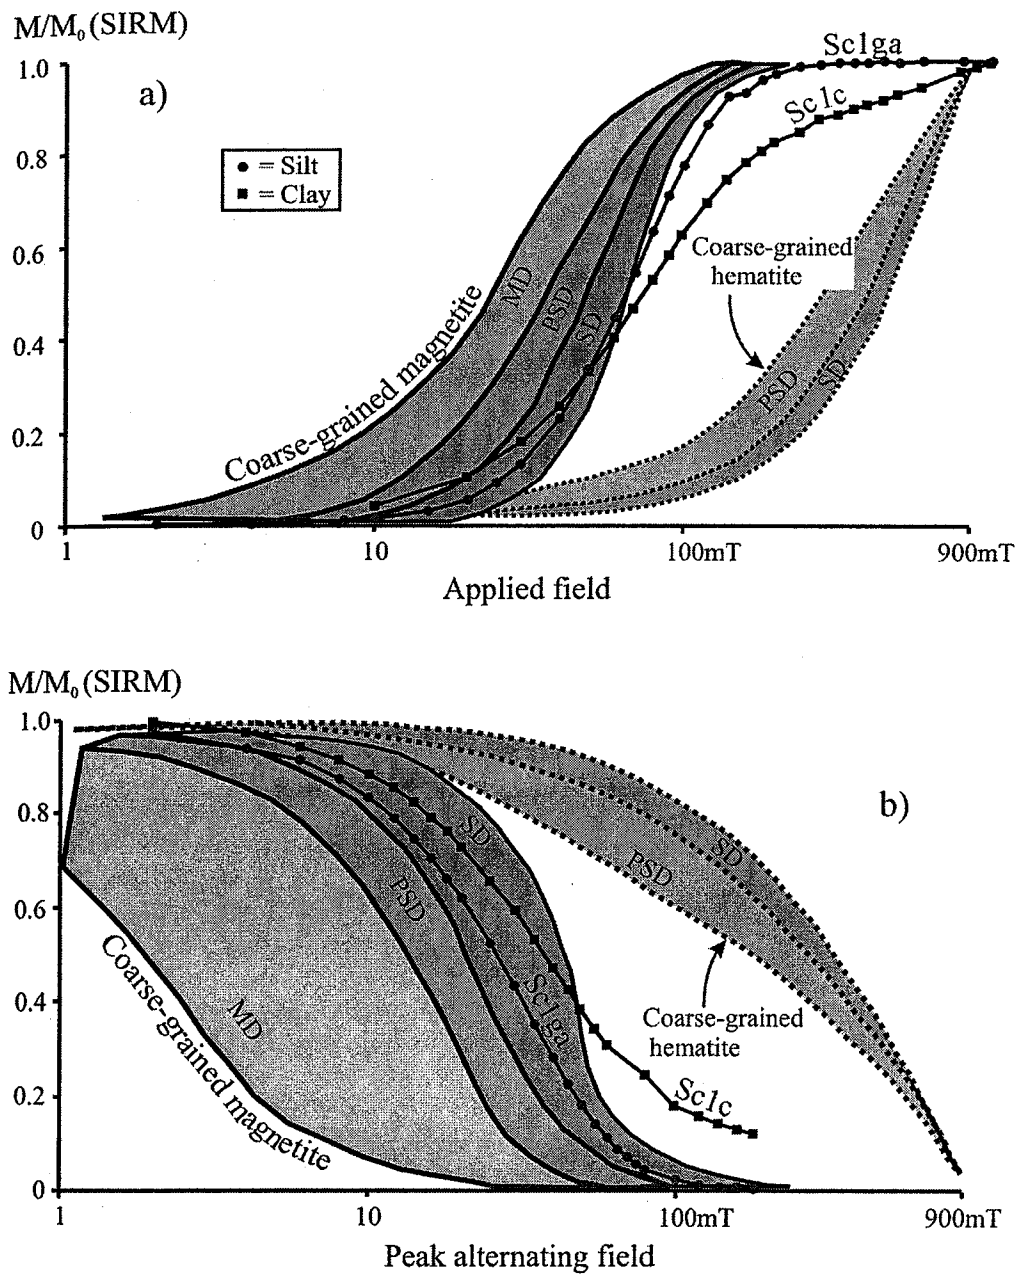 M/M₀ (SIRM)
a)
1.0
0.8
0.6
0.4
0.2
0
Sc1ga
Sc1c
● = Silt
■ = Clay
Coarse-grained magnetite
MD
PSD
SD
Coarse-grained
hematite
PSD
SD
1
10
100mT
900mT
Applied field
M/M₀ (SIRM)
b)
1.0
0.8
0.6
0.4
0.2
0
SD
PSD
MD
Coarse-grained magnetite
Sc1ga
Sc1c
SD
PSD
Coarse-grained
hematite
1
10
100mT
900mT
Peak alternating field